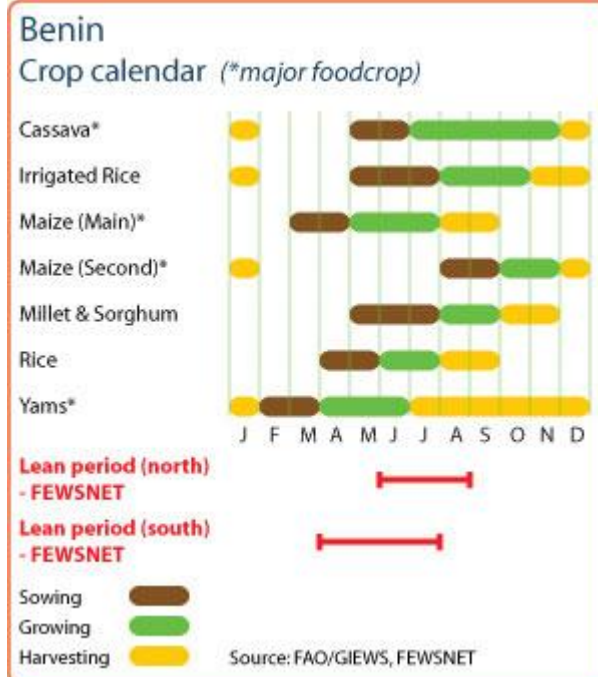 Benin
Crop calendar (*major foodcrop)
Cassava*
Irrigated Rice
Maize (Main)*
Maize (Second)*
Millet & Sorghum
Rice
Yams*
J F M A M J J A S O N D
Lean period (north)
- FEWSNET
Lean period (south)
- FEWSNET
Sowing
Growing
Harvesting Source: FAO/GIEWS, FEWSNET